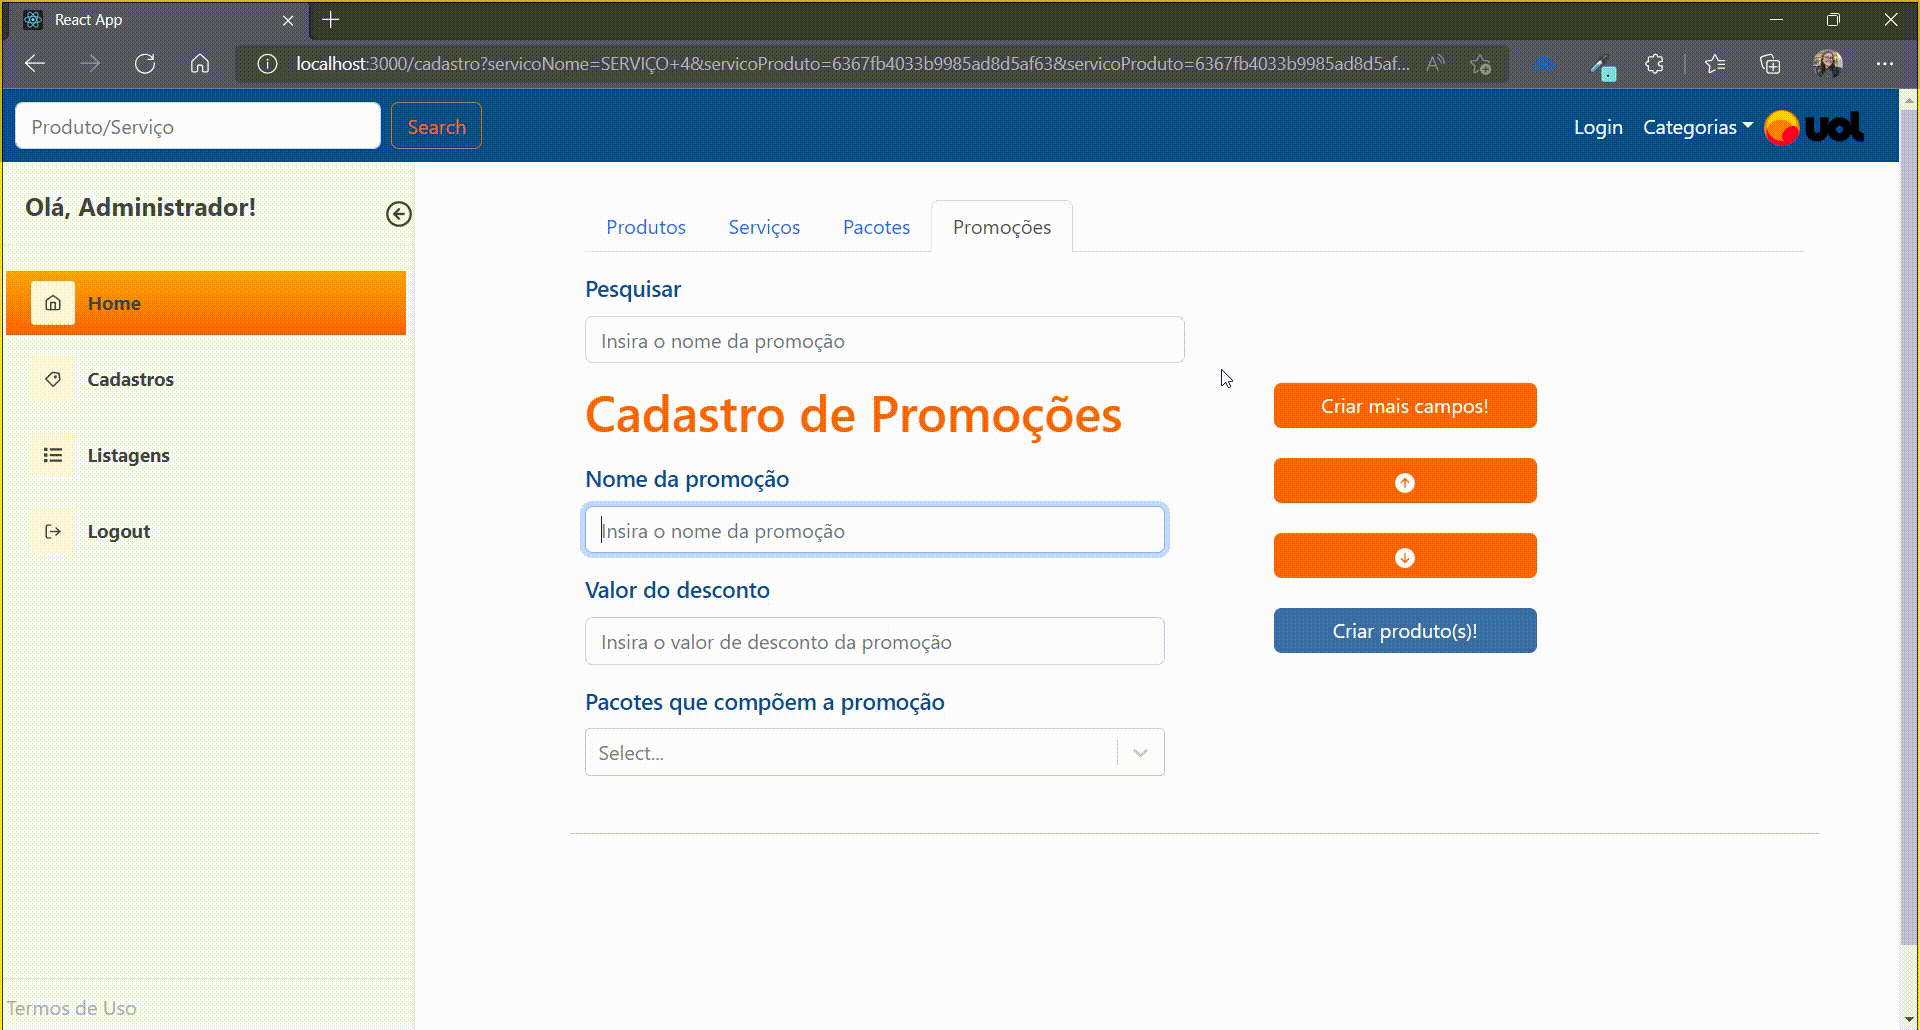 React App
localhost:3000/cadastro?servicoNome=SERVIÇO+4&servicoProduto=6367fb4033b9985ad8d5af63&servicoProduto=6367fb4033b9985ad8d5af...
Produto/Serviço
Search
Login
Categorias
uol
Olá, Administrador!
Home
Cadastros
Listagens
Logout
Termos de Uso
Produtos
Serviços
Pacotes
Promoções
Pesquisar
Insira o nome da promoção
Cadastro de Promoções
Nome da promoção
Insira o nome da promoção
Valor do desconto
Insira o valor de desconto da promoção
Pacotes que compõem a promoção
Select...
Criar mais campos!
Criar produto(s)!